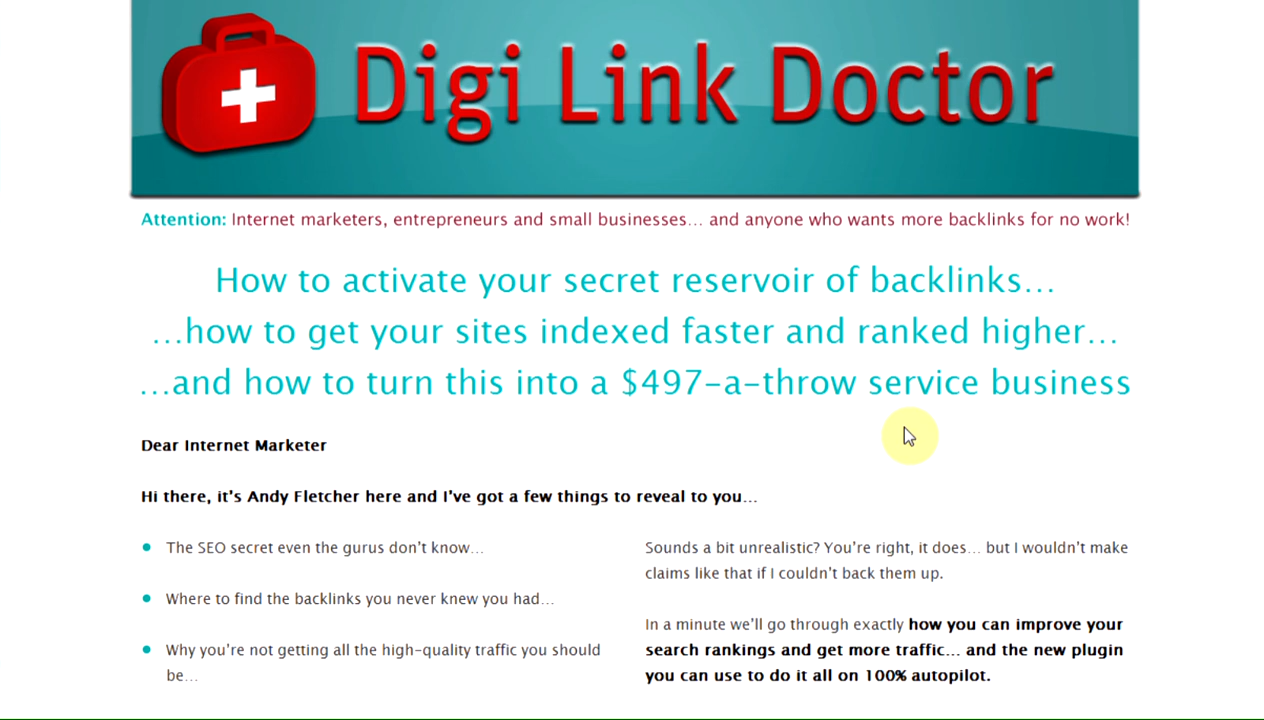 Digi Link Doctor
Attention: Internet marketers, entrepreneurs and small businesses... and anyone who wants more backlinks for no work!
How to activate your secret reservoir of backlinks...
...how to get your sites indexed faster and ranked higher...
...and how to turn this into a $497-a-throw service business
Dear Internet Marketer
Hi there, it's Andy Fletcher here and I've got a few things to reveal to you...
The SEO secret even the gurus don't know...
Where to find the backlinks you never knew you had...
Why you're not getting all the high-quality traffic you should
be...
Sounds a bit unrealistic? You're right, it does... but I wouldn't make
claims like that if I couldn't back them up.
In a minute we'll go through exactly how you can improve your
search rankings and get more traffic... and the new plugin
you can use to do it all on 100% autopilot.